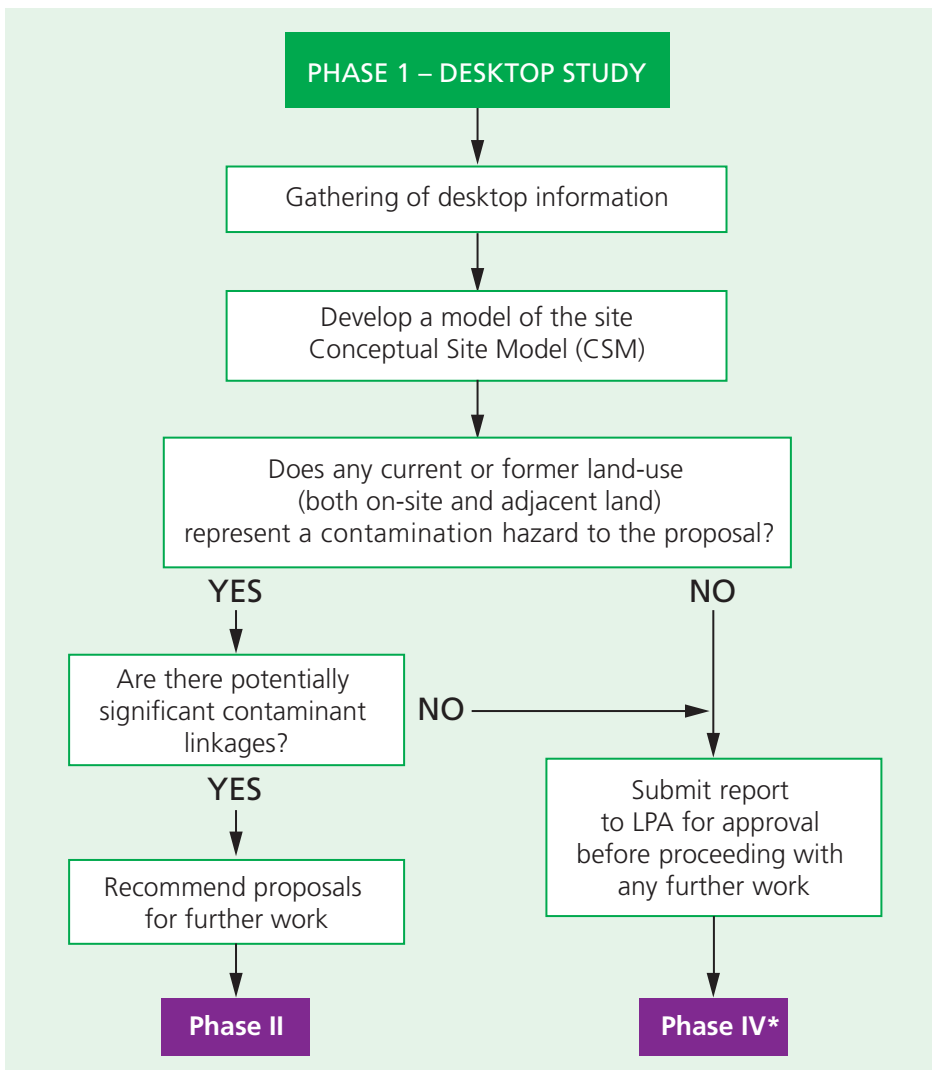 PHASE 1 – DESKTOP STUDY
Gathering of desktop information
Develop a model of the site
Conceptual Site Model (CSM)
Does any current or former land-use
(both on-site and adjacent land)
represent a contamination hazard to the proposal?
YES
NO
Are there potentially
significant contaminant
linkages?
NO
YES
Submit report
to LPA for approval
before proceeding with
any further work
Recommend proposals
for further work
Phase II
Phase IV*